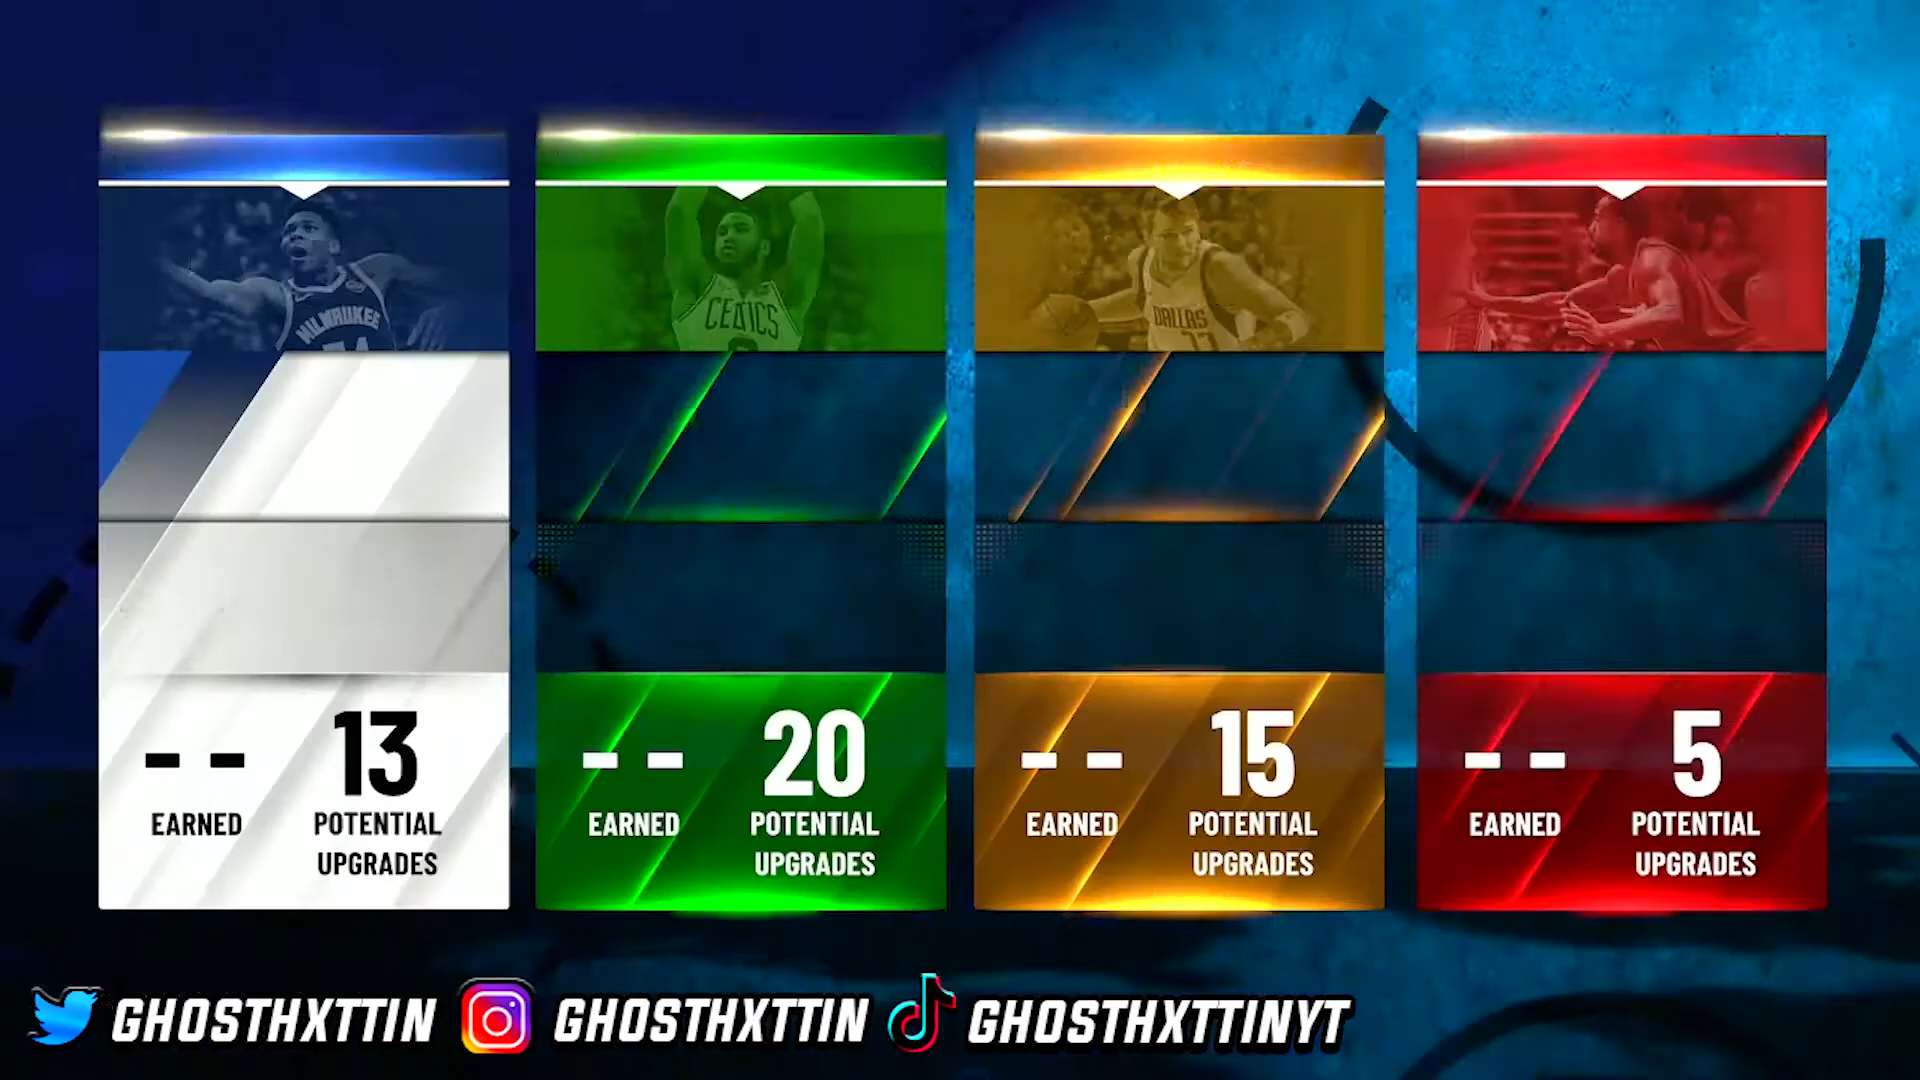 MILWAUKEE
CELTICS
DALLAS
-- 13
EARNED POTENTIAL
UPGRADES
-- 20
EARNED POTENTIAL
UPGRADES
-- 15
EARNED POTENTIAL
UPGRADES
-- 5
EARNED POTENTIAL
UPGRADES
GHOSTHXTTIN GHOSTHXTTIN GHOSTHXTTINYT